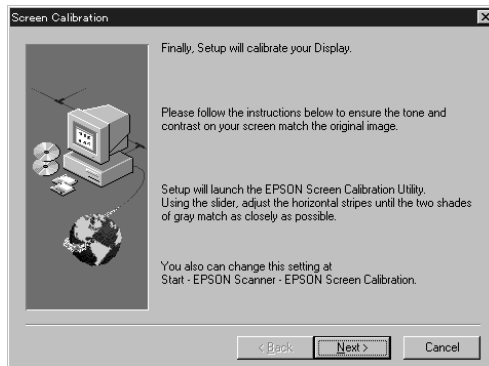 Screen Calibration
Finally, Setup will calibrate your Display.
Please follow the instructions below to ensure the tone and
contrast on your screen match the original image.
Setup will launch the EPSON Screen Calibration Utility.
Using the slider, adjust the horizontal stripes until the two shades
of gray match as closely as possible.
You also can change this setting at
Start - EPSON Scanner - EPSON Screen Calibration.
< Back Next > Cancel